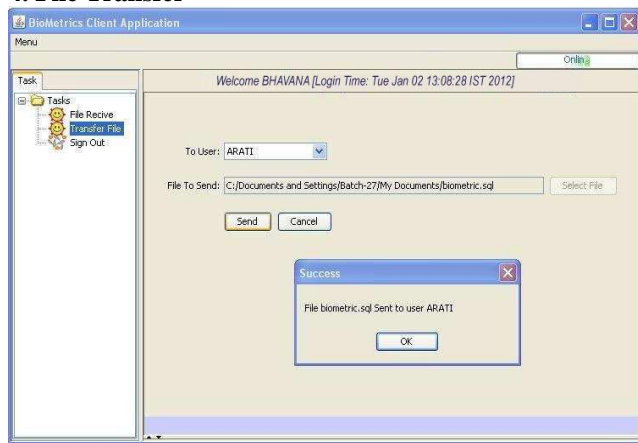 BioMetrics Client Application
Menu
Online
Task
Welcome BHAVANA [Login Time: Tue Jan 02 13:08:28 IST 2012]
Tasks
File Recive
Transfer File
Sign Out
To User: ARATI
File To Send: C:/Documents and Settings/Batch-27/My Documents/biometric.sql Select File
Send Cancel
Success
File biometric.sql Sent to user ARATI
OK